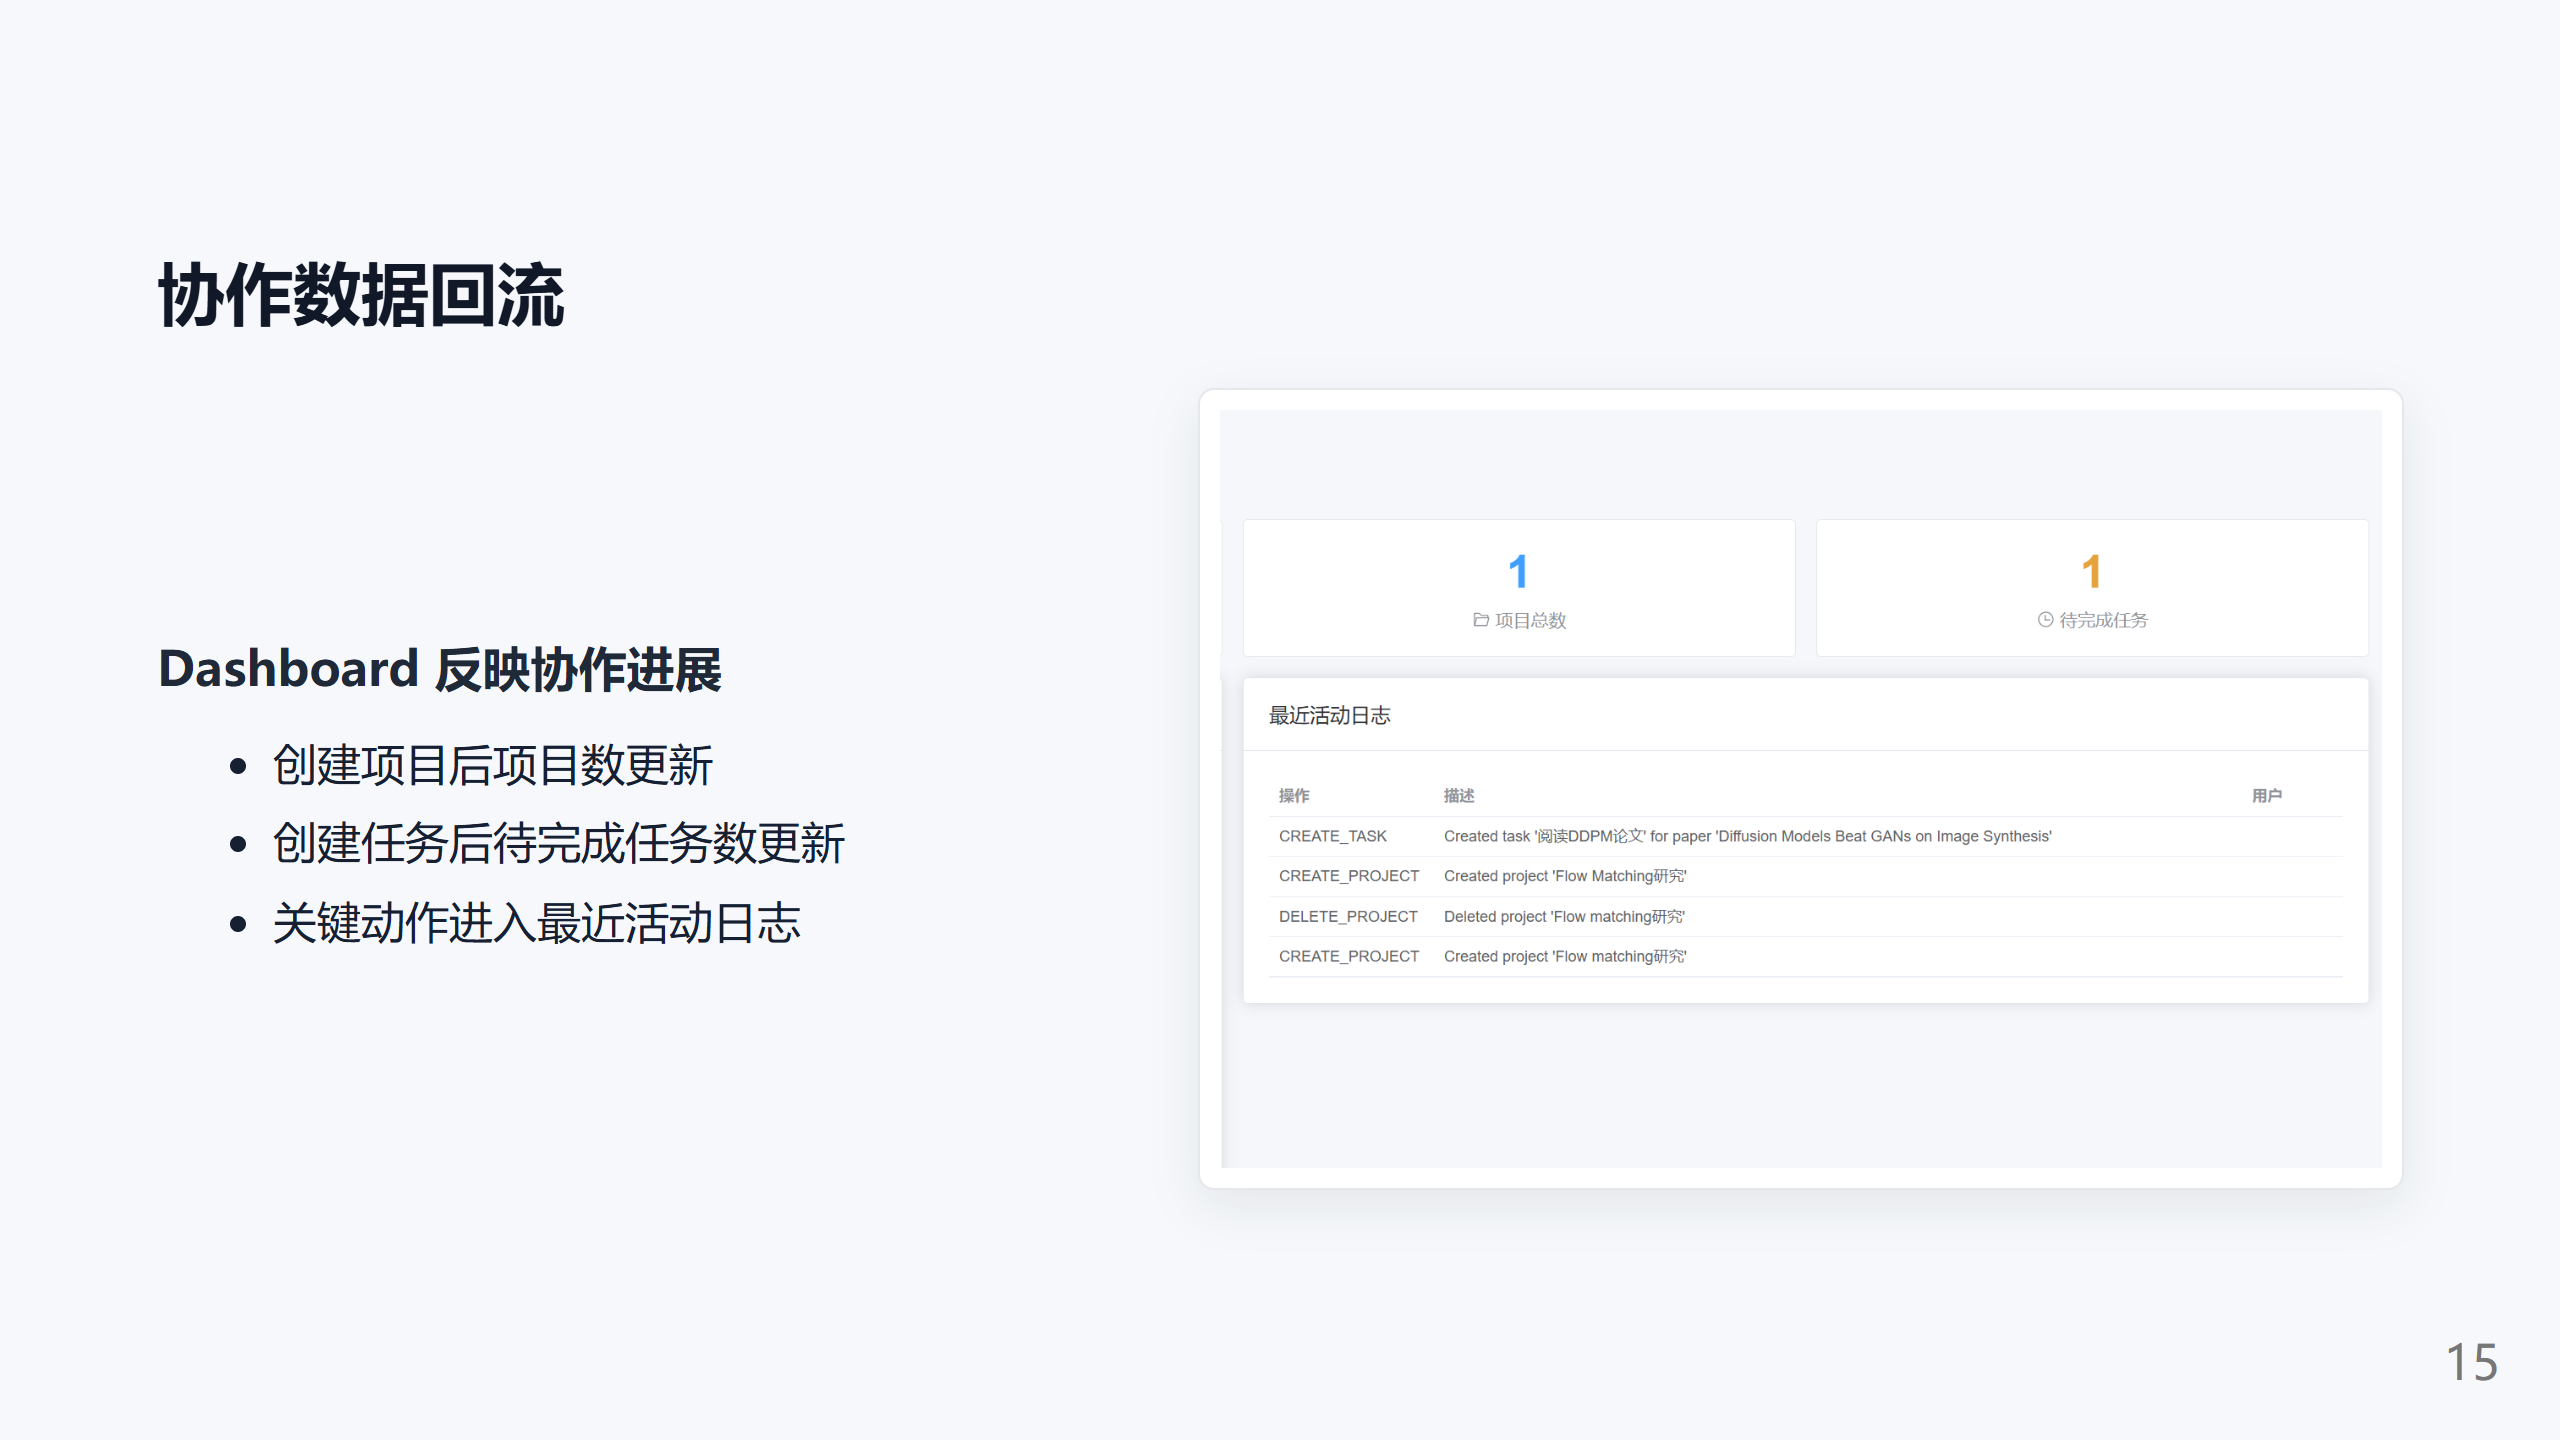 协作数据回流
Dashboard 反映协作进展
创建项目后项目数更新
创建任务后待完成任务数更新
关键动作进入最近活动日志
1
项目总数
1
待完成任务
最近活动日志
操作 描述 用户
CREATE_TASK Created task '阅读DDPM论文' for paper 'Diffusion Models Beat GANs on Image Synthesis'
CREATE_PROJECT Created project 'Flow Matching研究'
DELETE_PROJECT Deleted project 'Flow matching研究'
CREATE_PROJECT Created project 'Flow matching研究'
15